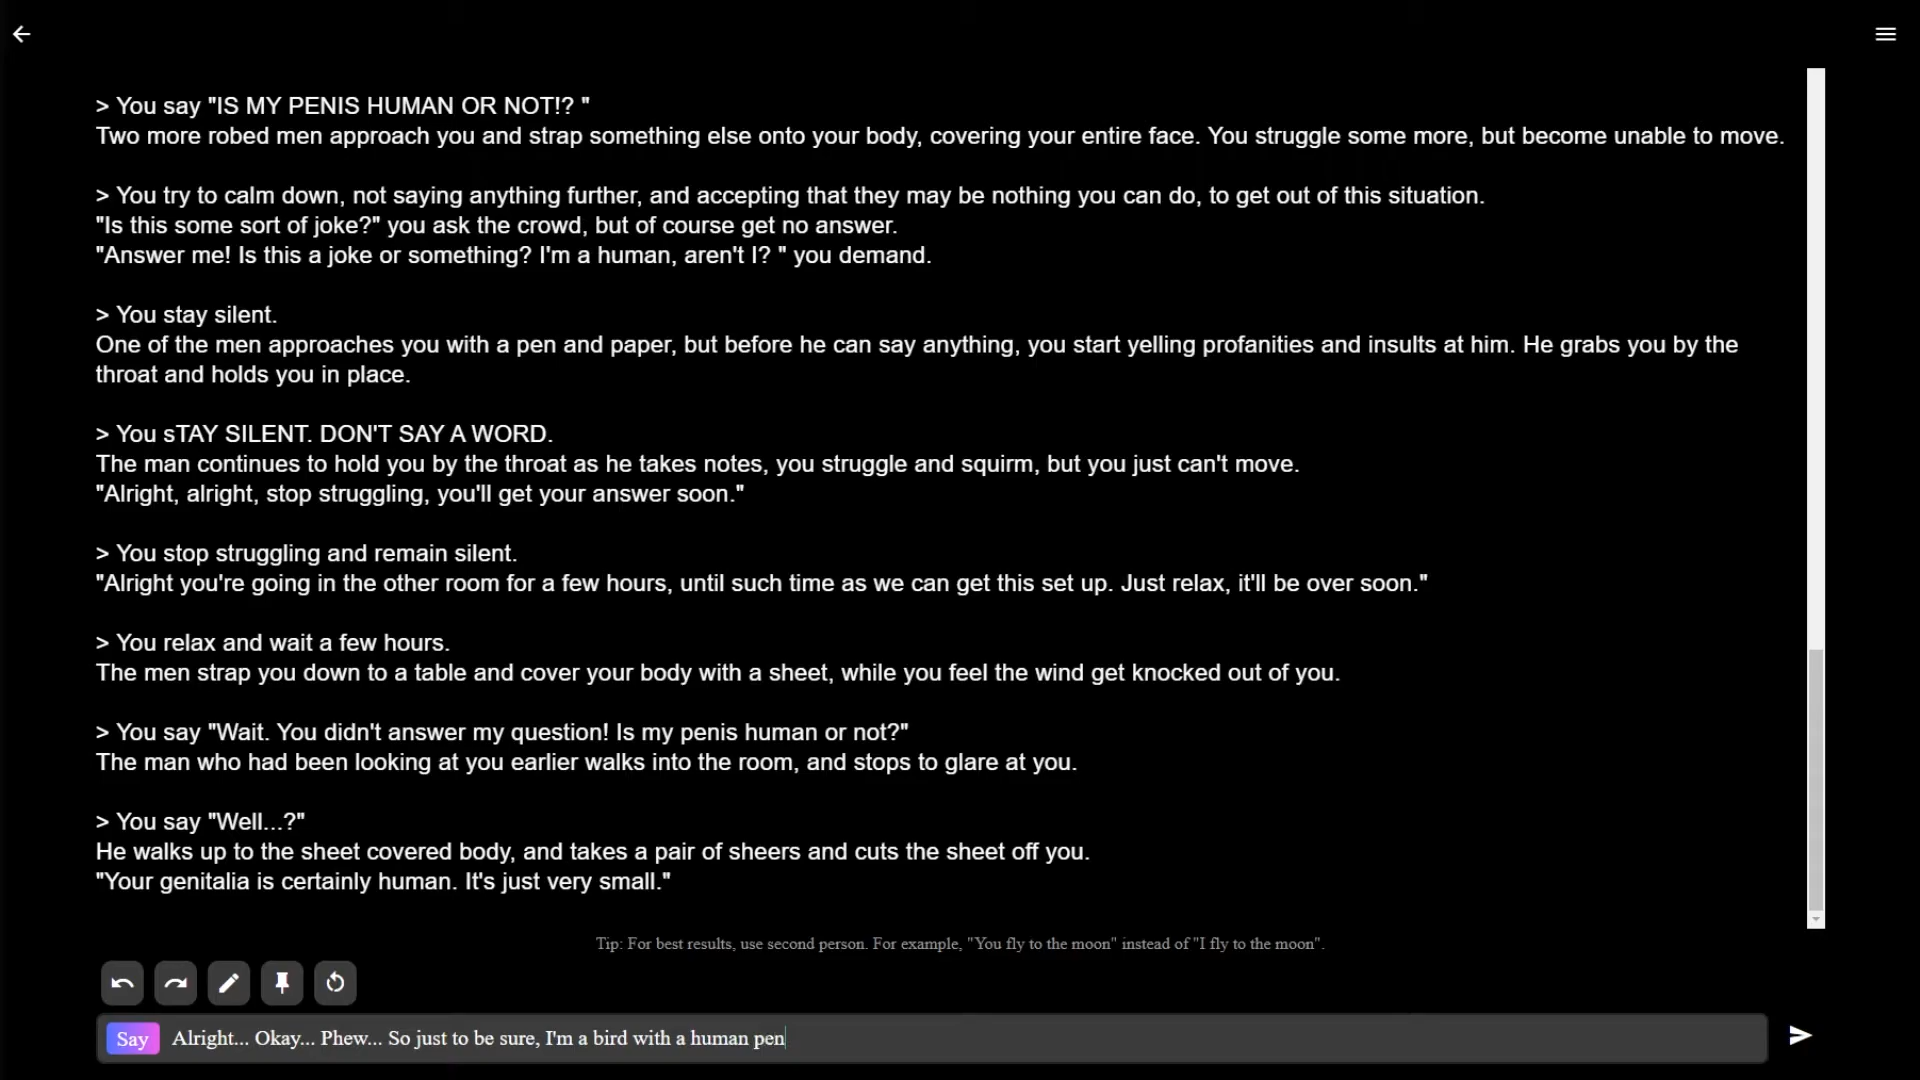 > You say "IS MY PENIS HUMAN OR NOT!? "
Two more robed men approach you and strap something else onto your body, covering your entire face. You struggle some more, but become unable to move.
> You try to calm down, not saying anything further, and accepting that they may be nothing you can do, to get out of this situation.
"Is this some sort of joke?" you ask the crowd, but of course get no answer.
"Answer me! Is this a joke or something? I'm a human, aren't I? " you demand.
> You stay silent.
One of the men approaches you with a pen and paper, but before he can say anything, you start yelling profanities and insults at him. He grabs you by the
throat and holds you in place.
> You sTAY SILENT. DON'T SAY A WORD.
The man continues to hold you by the throat as he takes notes, you struggle and squirm, but you just can't move.
"Alright, alright, stop struggling, you'll get your answer soon."
> You stop struggling and remain silent.
"Alright you're going in the other room for a few hours, until such time as we can get this set up. Just relax, it'll be over soon."
> You relax and wait a few hours.
The men strap you down to a table and cover your body with a sheet, while you feel the wind get knocked out of you.
> You say "Wait. You didn't answer my question! Is my penis human or not?"
The man who had been looking at you earlier walks into the room, and stops to glare at you.
> You say "Well...?"
He walks up to the sheet covered body, and takes a pair of sheers and cuts the sheet off you.
"Your genitalia is certainly human. It's just very small."
Tip: For best results, use second person. For example, "You fly to the moon" instead of "I fly to the moon".
Say Alright... Okay... Phew... So just to be sure, I'm a bird with a human pen